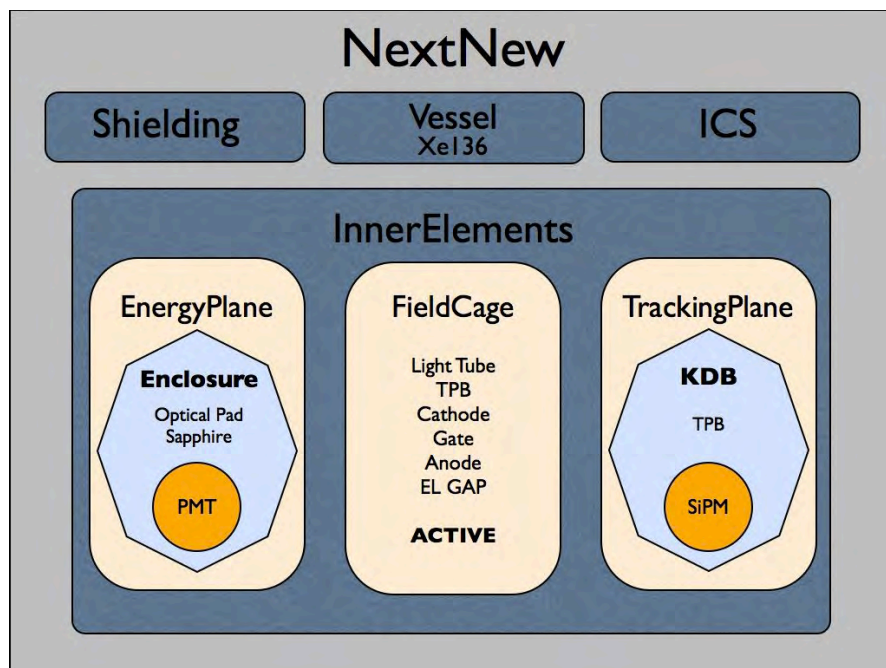 NextNew
Shielding
Vessel
Xe136
ICS
InnerElements
EnergyPlane
Enclosure
Optical Pad
Sapphire
PMT
FieldCage
Light Tube
TPB
Cathode
Gate
Anode
EL GAP
ACTIVE
TrackingPlane
KDB
TPB
SiPM